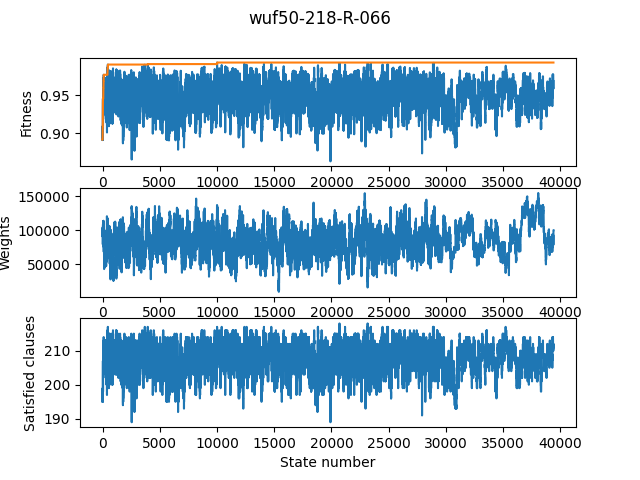 wuf50-218-R-066
Fitness
0.95
0.90
0 5000 10000 15000 20000 25000 30000 35000 40000
Weights
150000
100000
50000
0 5000 10000 15000 20000 25000 30000 35000 40000
Satisfied clauses
210
200
190
0 5000 10000 15000 20000 25000 30000 35000 40000
State number